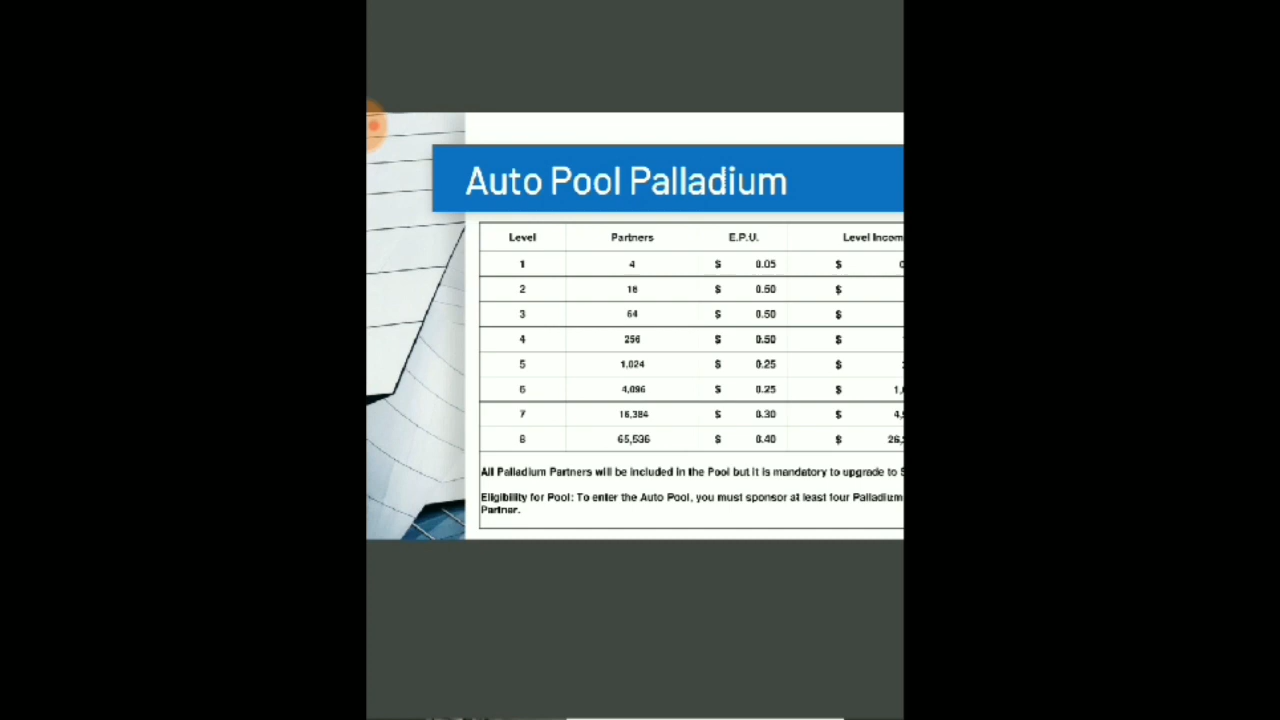 Auto Pool Palladium
Level Partners E.P.U. Level Incom
1 4 $ 0.05 $
2 16 $ 0.50 $
3 64 $ 0.50 $
4 256 $ 0.50 $
5 1,024 $ 0.25 $
6 4,096 $ 0.25 $ 1,
7 16,384 $ 0.30 $ 4,
8 65,536 $ 0.40 $ 26,
All Palladium Partners will be included in the Pool but it is mandatory to upgrade to
Eligibility for Pool: To enter the Auto Pool, you must sponsor at least four Palladium
Partner.